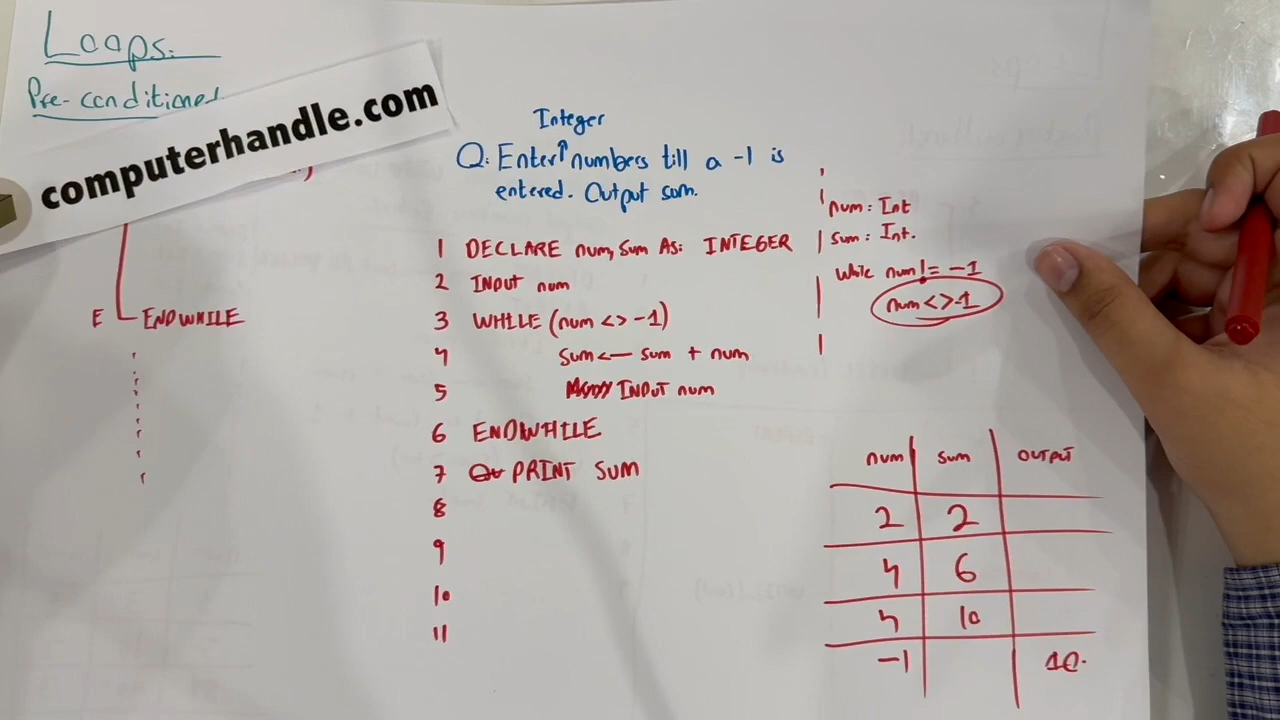 Loops:
Pre-conditioned
computerhandle.com
E ENDWHILE
Integer
Q: Enter numbers till a -1 is
entered. Output sum.
1 DECLARE num, sum As: INTEGER
2 INPUT num
3 WHILE (num <> -1)
4 sum <— sum + num
5 INPUT num
6 ENDWHILE
7 PRINT SUM
8
9
10
11
num: Int
sum: Int.
While num != -1
num <> -1
num sum OUTPUT
2 2
4 6
4 10
-1 10.